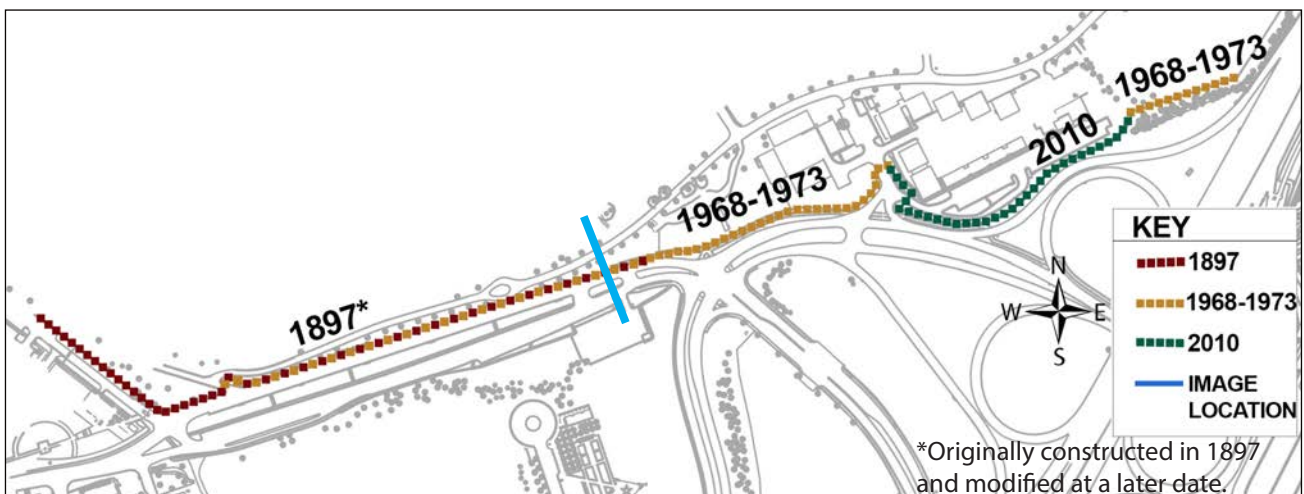 1968-1973
2010
1968-1973
1897*
KEY
1897
1968-1973
2010
IMAGE
LOCATION
N
W E
S
*Originally constructed in 1897
and modified at a later date.